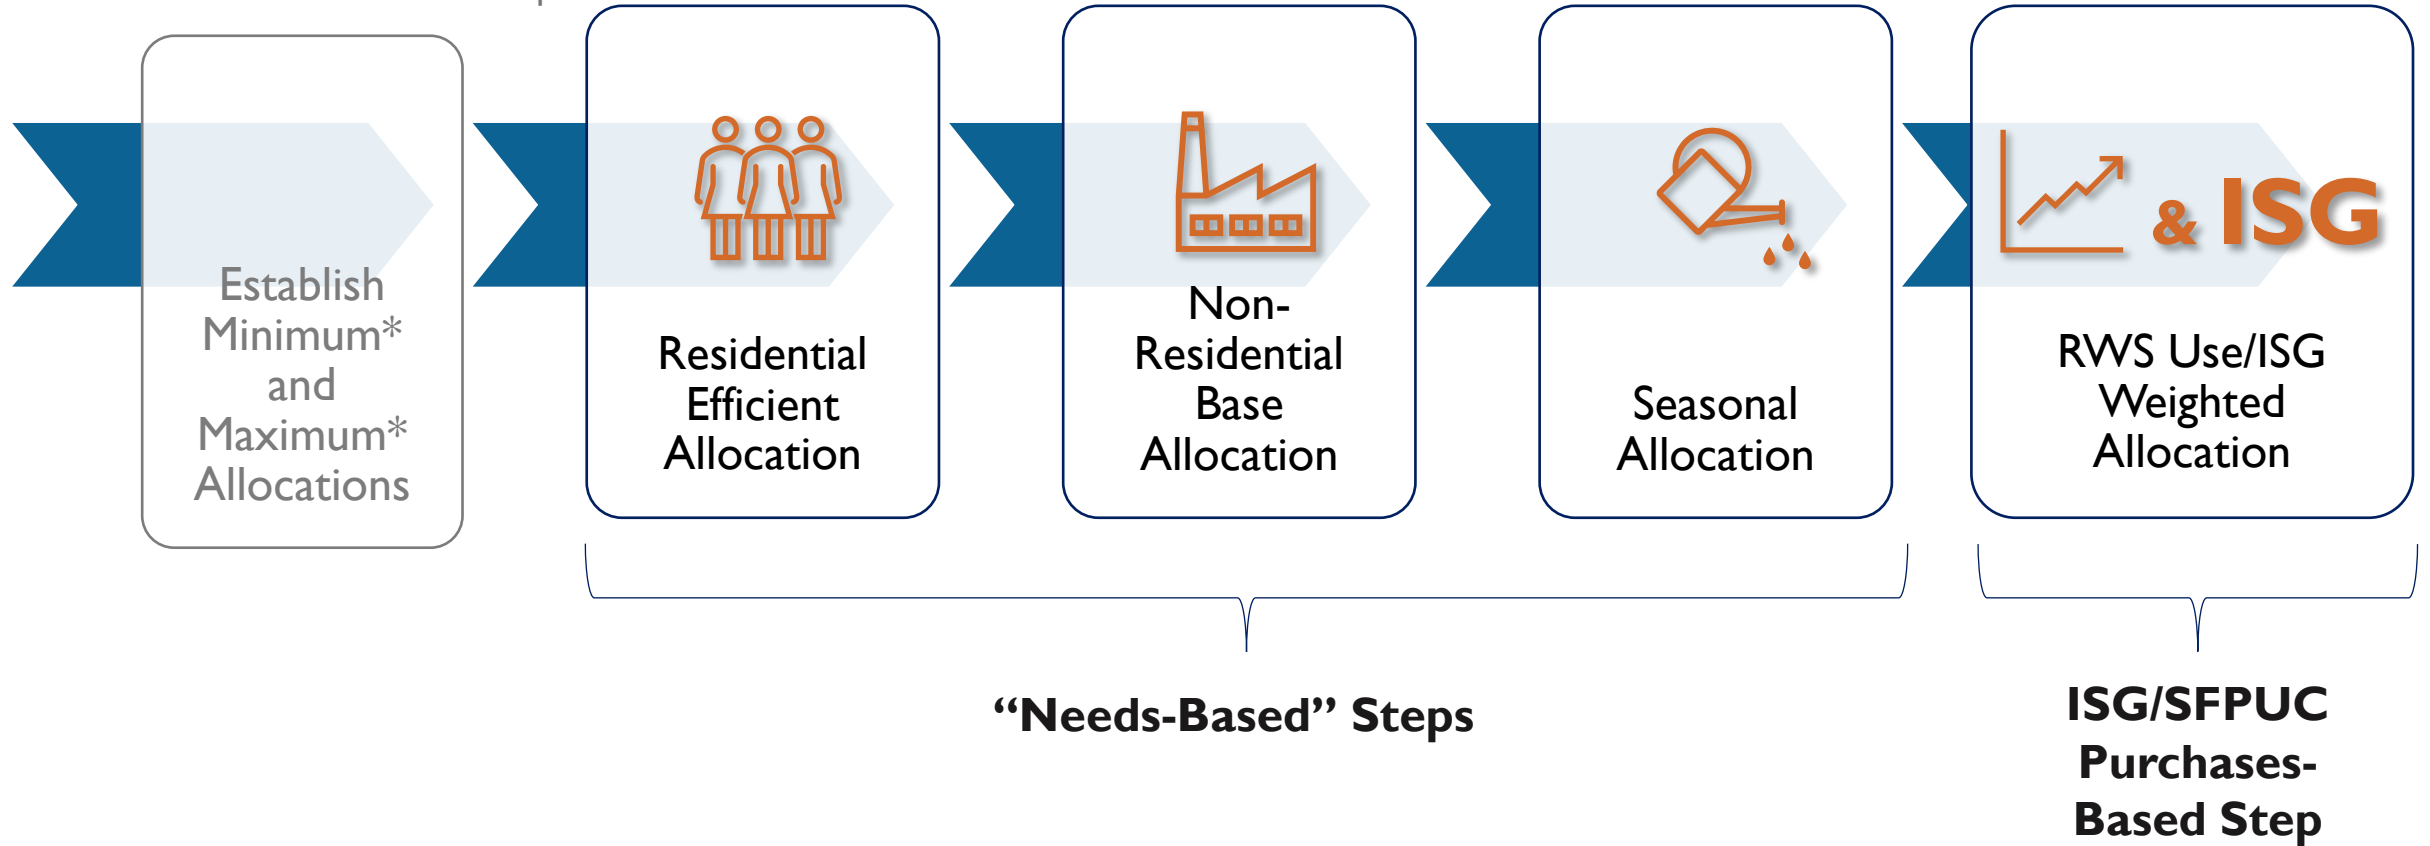 Establish
Minimum*
and
Maximum*
Allocations
Residential
Efficient
Allocation
Non-
Residential
Base
Allocation
Seasonal
Allocation
& ISG
RWS Use/ISG
Weighted
Allocation
“Needs-Based” Steps
ISG/SFPUC
Purchases-
Based Step